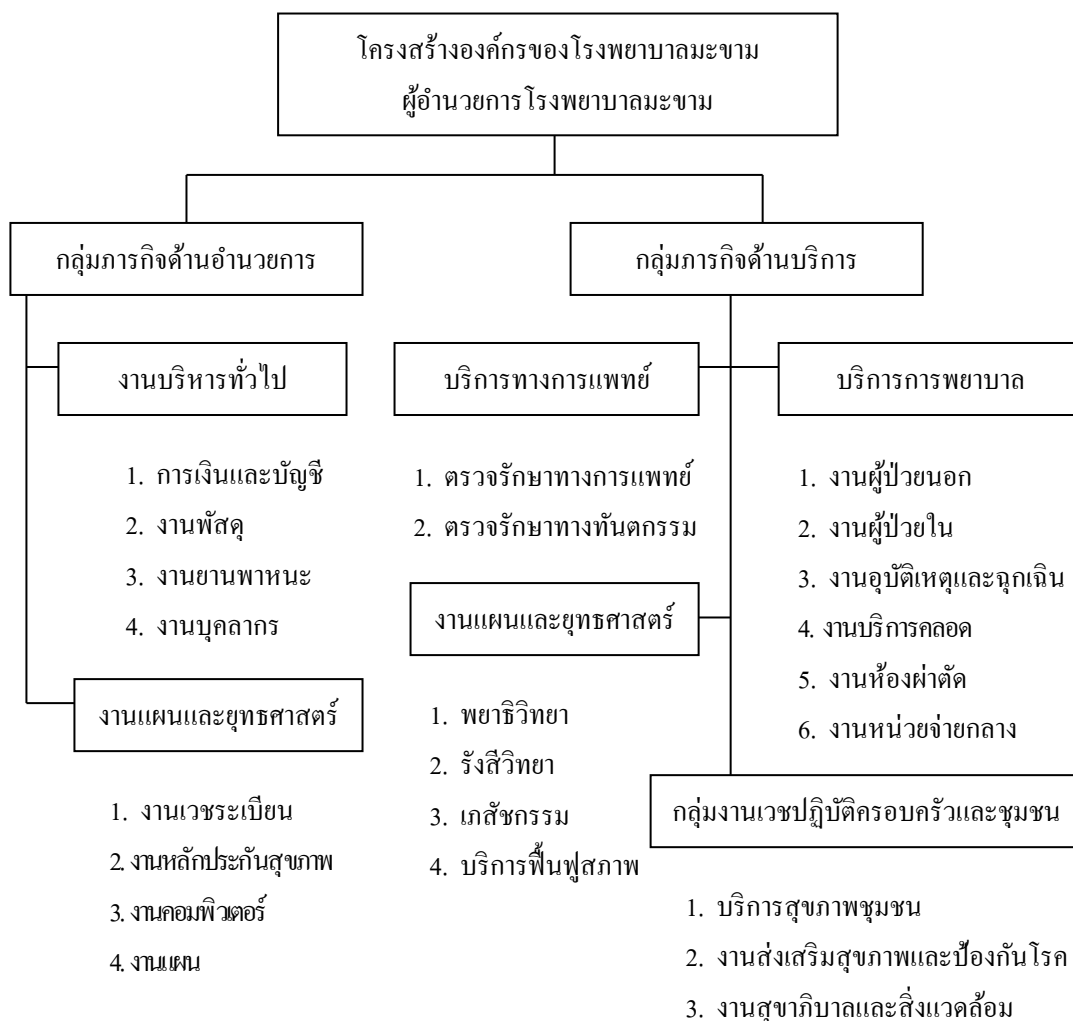 โครงสร้างองค์กรของโรงพยาบาลมะขาม
ผู้อำนวยการโรงพยาบาลมะขาม
กลุ่มภารกิจด้านอำนวยการ
งานบริหารทั่วไป
1. การเงินและบัญชี
2. งานพัสดุ
3. งานยานพาหนะ
4. งานบุคลากร
งานแผนและยุทธศาสตร์
1. งานเวชระเบียน
2. งานหลักประกันสุขภาพ
3. งานคอมพิวเตอร์
4. งานแผน
กลุ่มภารกิจด้านบริการ
บริการทางการแพทย์
1. ตรวจรักษาทางการแพทย์
2. ตรวจรักษาทางทันตกรรม
งานแผนและยุทธศาสตร์
1. พยาธิวิทยา
2. รังสีวิทยา
3. เภสัชกรรม
4. บริการฟื้นฟูสภาพ
บริการการพยาบาล
1. งานผู้ป่วยนอก
2. งานผู้ป่วยใน
3. งานอุบัติเหตุและฉุกเฉิน
4. งานบริการคลอด
5. งานห้องผ่าตัด
6. งานหน่วยจ่ายกลาง
กลุ่มงานเวชปฏิบัติครอบครัวและชุมชน
1. บริการสุขภาพชุมชน
2. งานส่งเสริมสุขภาพและป้องกันโรค
3. งานสุขาภิบาลและสิ่งแวดล้อม